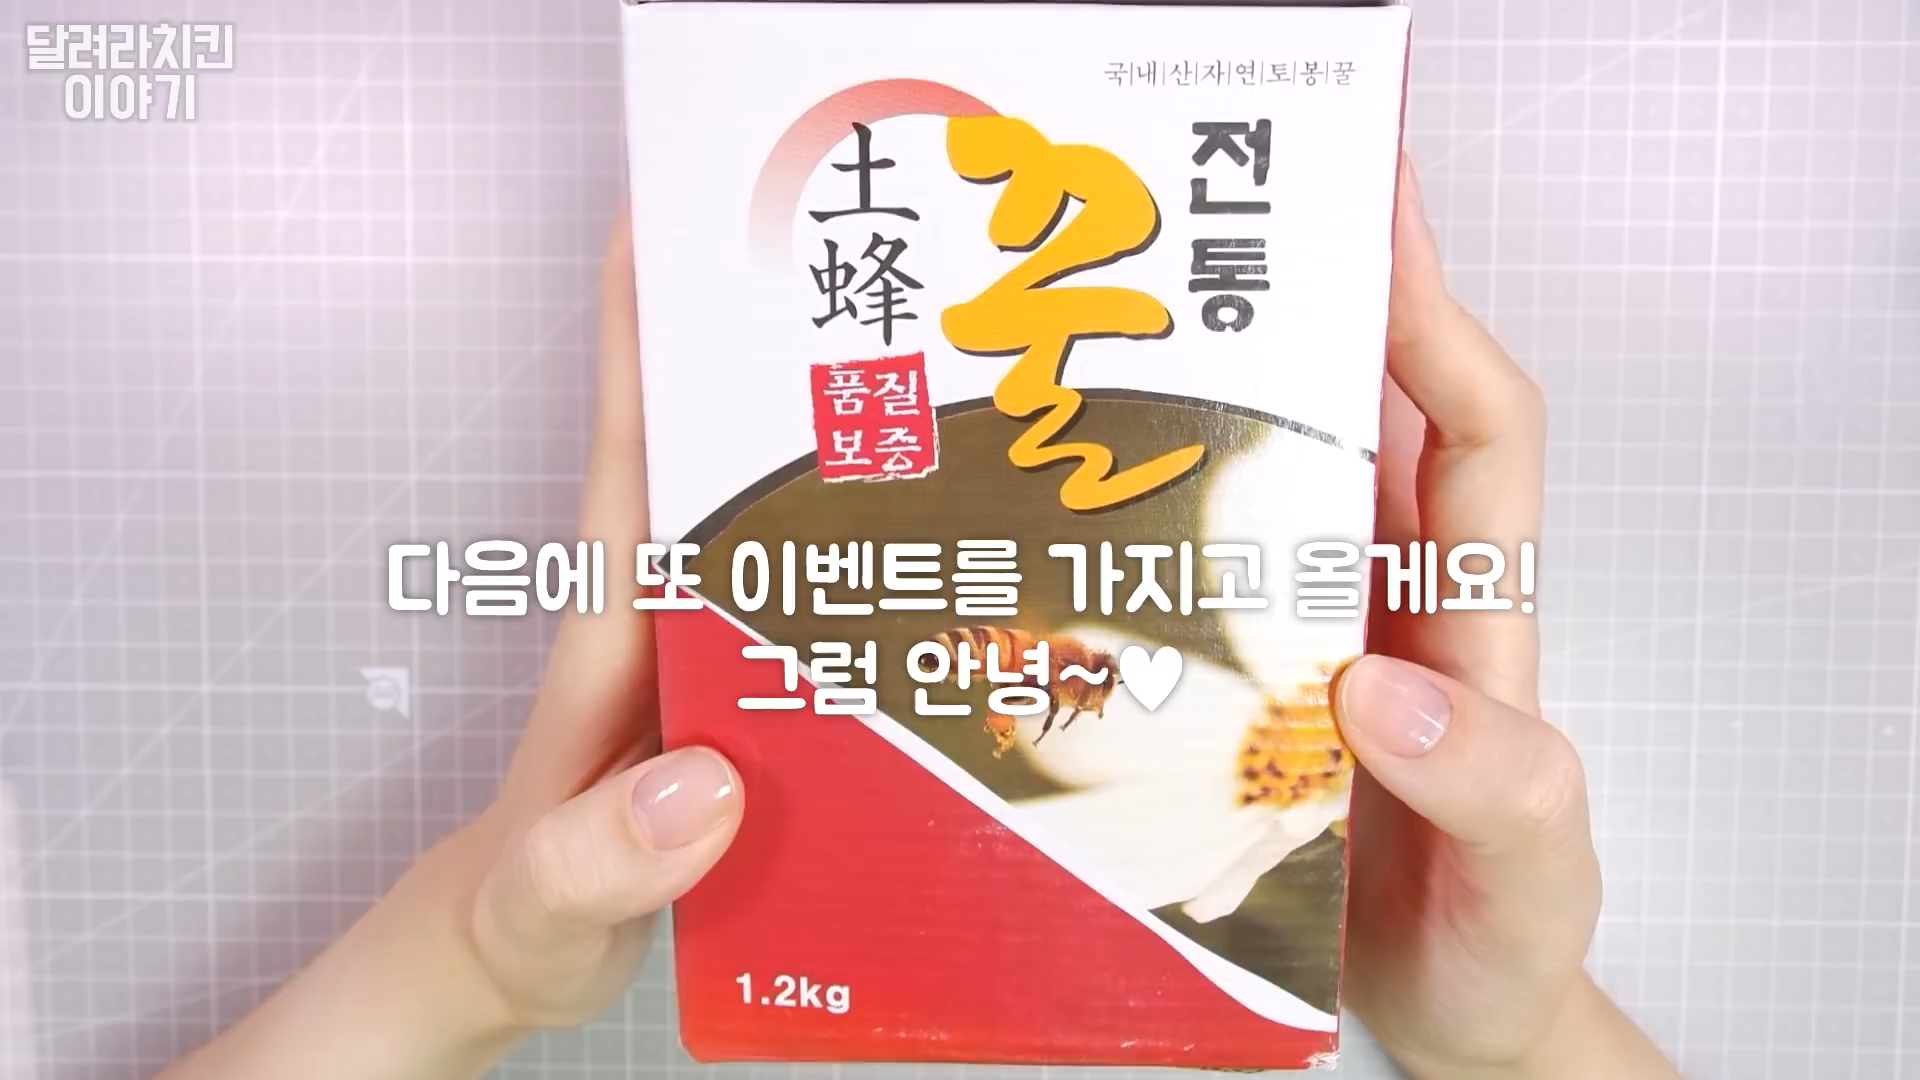 달려라치킨
이야기
국|내|산|자|연|토|봉|꿀
전통
꿀
土蜂
품질
보증
다음에 또 이벤트를 가지고 올게요!
그럼 안녕~♥
1.2kg